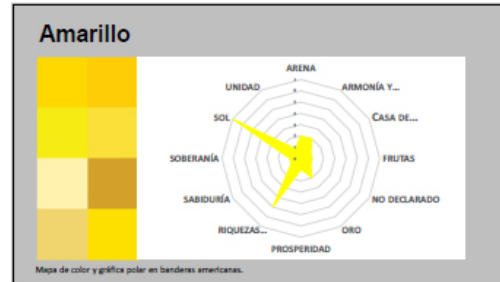 Amarillo
ARENA
UNIDAD
ARMONÍA Y...
SOL
CASA DE...
SOBERANÍA
FRUTAS
SABIDURÍA
NO DECLARADO
RIQUEZAS...
ORO
PROSPERIDAD
Mapa de color y gráfica polar en banderas americanas.